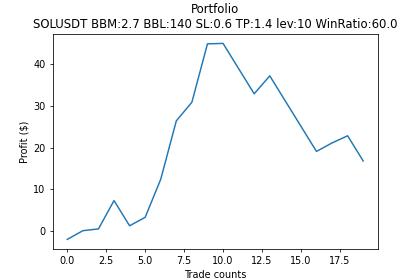 Portfolio
SOLUSDT BBM:2.7 BBL:140 SL:0.6 TP:1.4 lev:10 WinRatio:60.0
40
30
20
10
0
Profit ($)
0.0 2.5 5.0 7.5 10.0 12.5 15.0 17.5
Trade counts